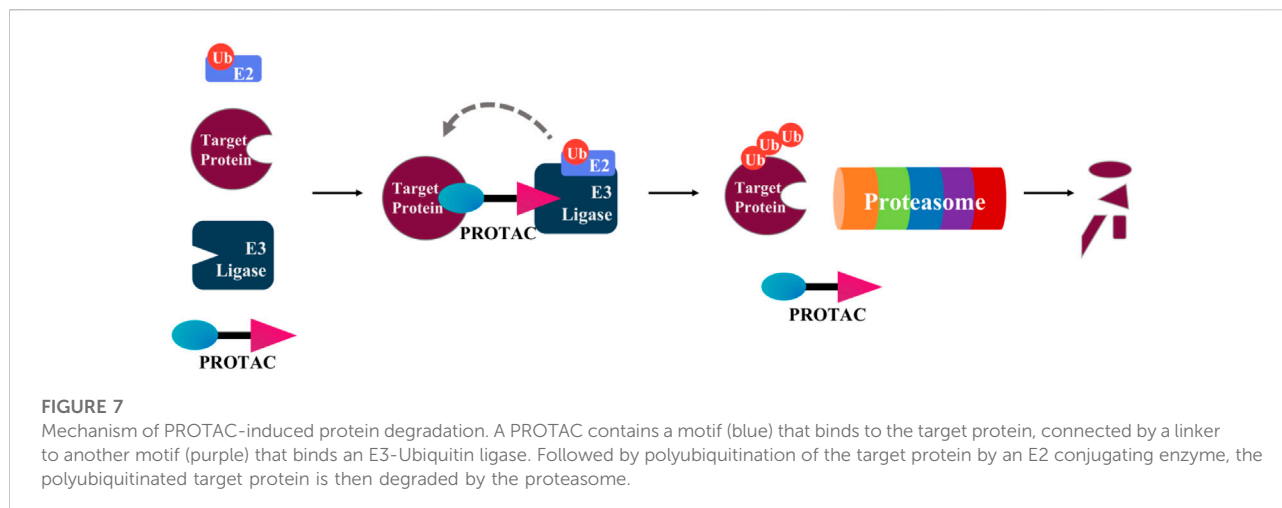 Ub
E2
Target
Protein
E3
Ligase
PROTAC
Target
Protein
PROTAC
Ub
E2
E3
Ligase
Ub
Ub
Ub
Target
Protein
Proteasome
PROTAC
FIGURE 7
Mechanism of PROTAC-induced protein degradation. A PROTAC contains a motif (blue) that binds to the target protein, connected by a linker
to another motif (purple) that binds an E3-Ubiquitin ligase. Followed by polyubiquitination of the target protein by an E2 conjugating enzyme, the
polyubiquitinated target protein is then degraded by the proteasome.